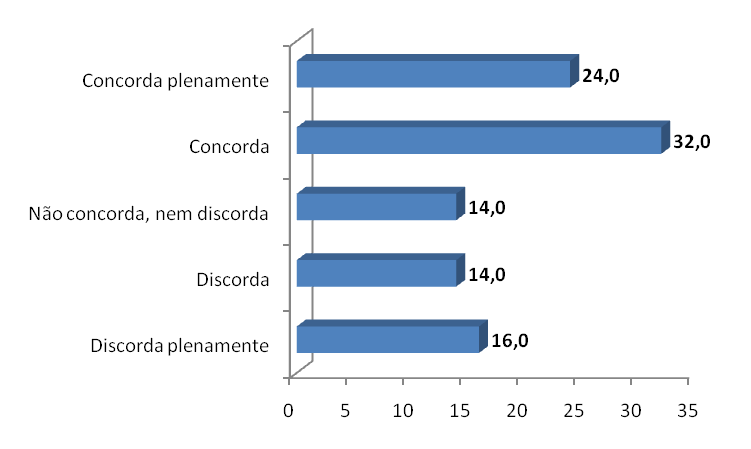 Concorda plenamente 24,0
Concorda 32,0
Não concorda, nem discorda 14,0
Discorda 14,0
Discorda plenamente 16,0
0 5 10 15 20 25 30 35